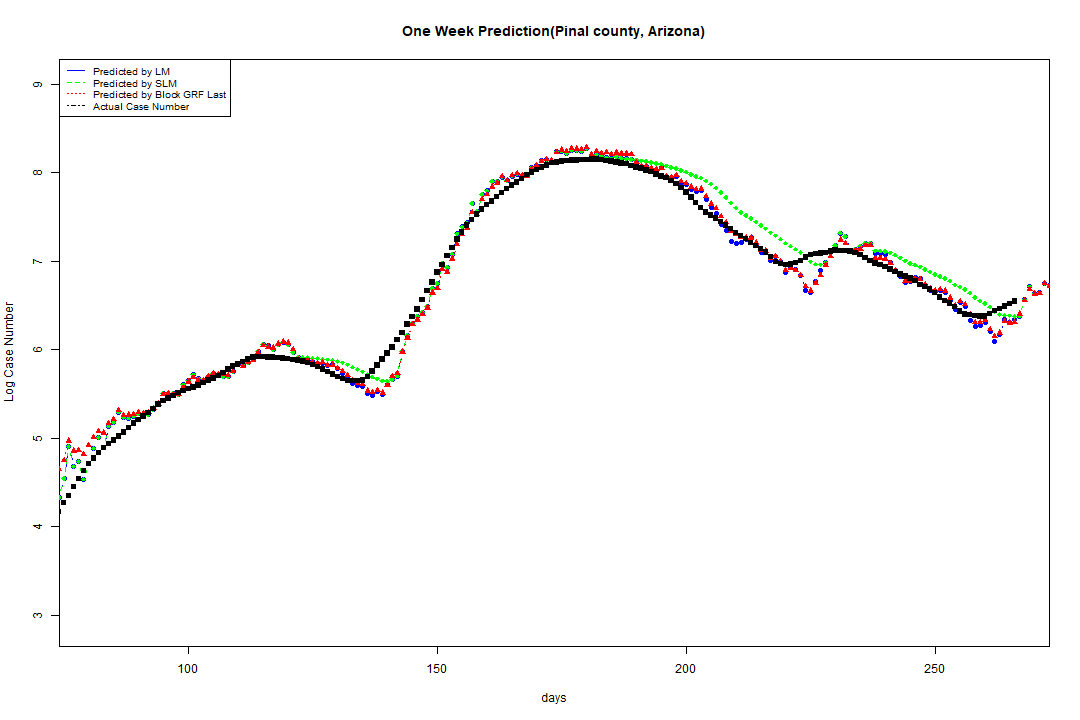 One Week Prediction(Pinal county, Arizona)
Predicted by LM
Predicted by SLM
Predicted by Block GRF Last
Actual Case Number
9
8
7
6
5
4
3
Log Case Number
100 150 200 250
days